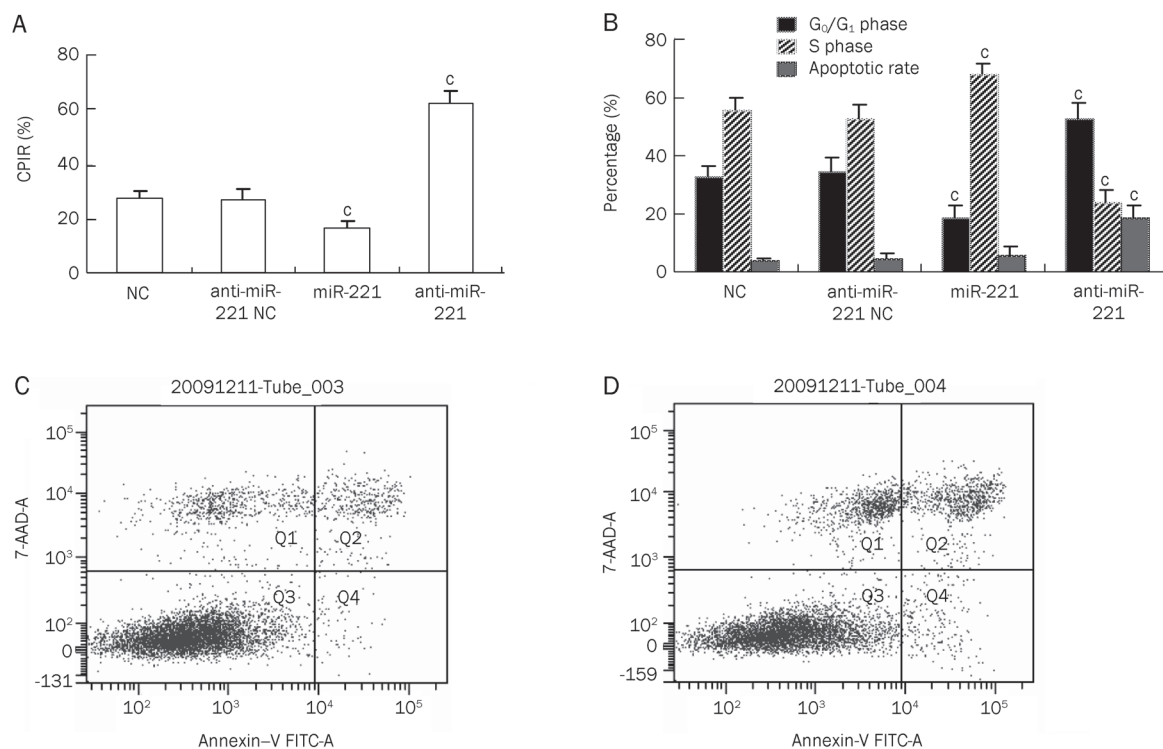 A
80
60
40
20
0
CPIR (%)
c
c
NC
anti-miR-
221 NC
miR-221
anti-miR-
221
B
G₀/G₁ phase
S phase
Apoptotic rate
80
60
40
20
0
Percentage (%)
c
c
c
c
c
NC
anti-miR-
221 NC
miR-221
anti-miR-
221
C
20091211-Tube_003
10⁵
10⁴
10³
10²
0
-131
7-AAD-A
Q1
Q2
Q3
Q4
10²
10³
10⁴
10⁵
Annexin–V FITC-A
D
20091211-Tube_004
10⁵
10⁴
10³
10²
0
-159
7-AAD-A
Q1
Q2
Q3
Q4
10²
10³
10⁴
10⁵
Annexin-V FITC-A